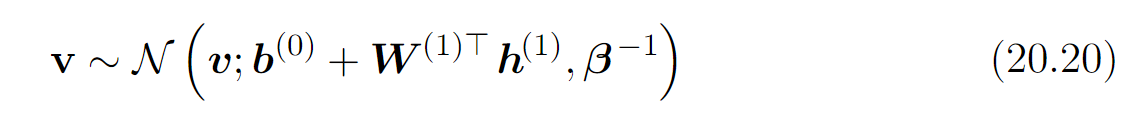 v ∼ 𝒩 (v; b⁽⁰⁾ + W⁽¹⁾⊤ h⁽¹⁾, β⁻¹) (20.20)